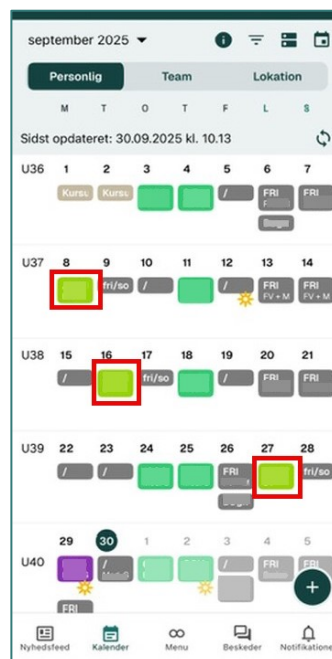 september 2025
Personlig Team Lokation
M T O T F L S
Sidst opdateret: 30.09.2025 kl. 10.13
U36 1 2 3 4 5 6 7
Kursu Kursu / FRI FRI
U37 8 9 10 11 12 13 14
fri/so / / FRI FRI
FV + M FV + M
U38 15 16 17 18 19 20 21
/ fri/so / FRI FRI
U39 22 23 24 25 26 27 28
/ / FRI fri/so
29 30 1 2 3 4 5
U40 / / FRI FRI
FRI
+
Nyhedsfeed Kalender Menu Beskeder Notifikatione